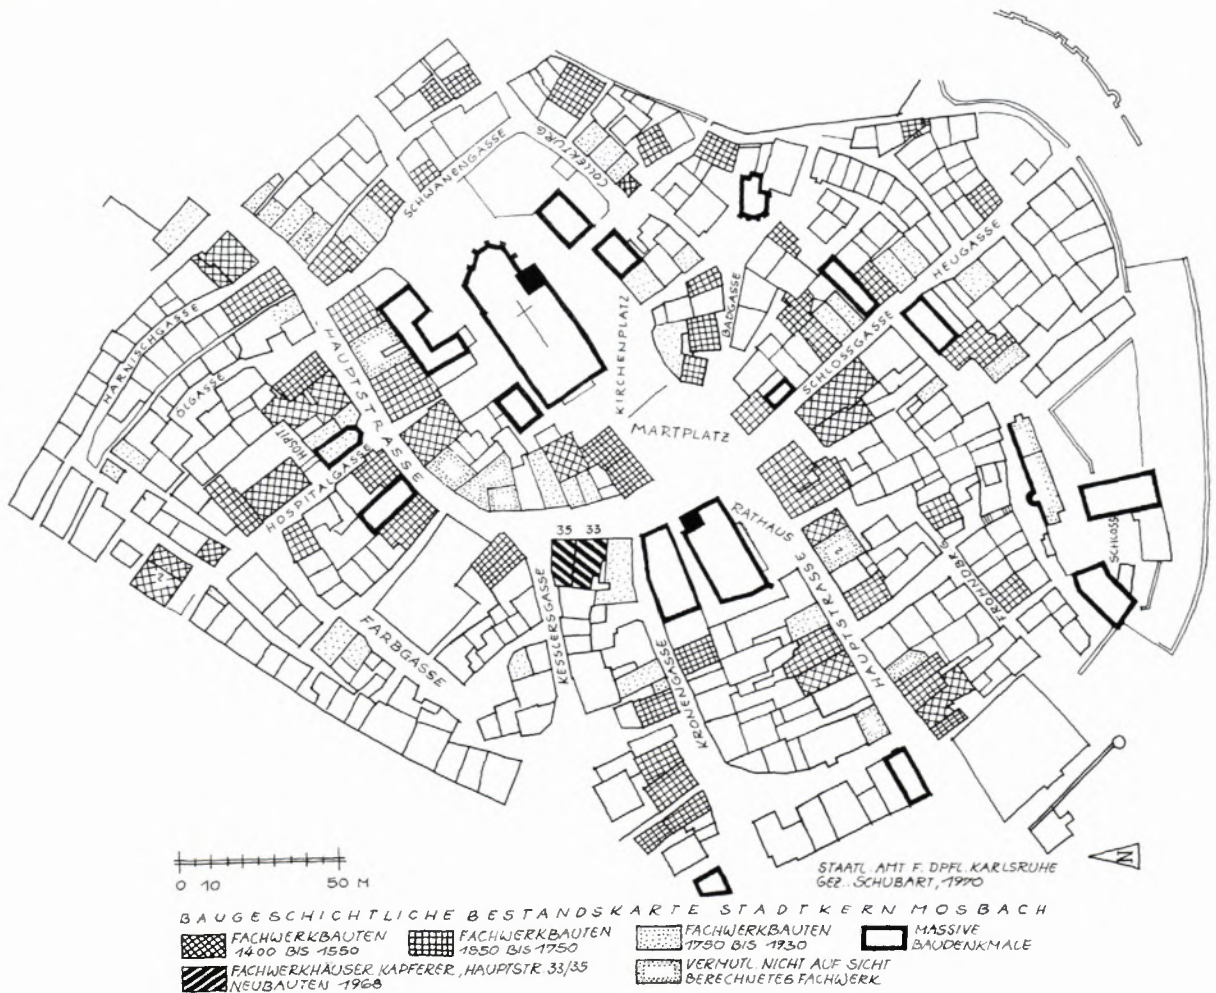 SCHWANENGASSE
COLLEKTURG
HARNISCHGASSE
ÖLGASSE
HAUPTSTRASSE
HOSPIT
HOSPITALGASSE
KIRCHENPLATZ
BADGASSE
HEUGASSE
SCHLOSSGASSE
MARTPLATZ
RATHAUS
35 33
SCHLOSS
FROHNDBRG
FARBGASSE
KESSLERSGASSE
KRONENGASSE
HAUPTSTRASSE
N
0 10 50 M
STAATL. AMT F. DPFL. KARLSRUHE
GEZ. SCHUBART, 1970
BAUGESCHICHTLICHE BESTANDSKARTE STADTKERN MOSBACH
FACHWERKBAUTEN
1400 BIS 1550
FACHWERKBAUTEN
1550 BIS 1750
FACHWERKBAUTEN
1750 BIS 1930
MASSIVE
BAUDENKMALE
FACHWERKHÄUSER KAPFERER, HAUPTSTR. 33/35
NEUBAUTEN 1968
VERMUTL. NICHT AUF SICHT
BERECHNETES FACHWERK